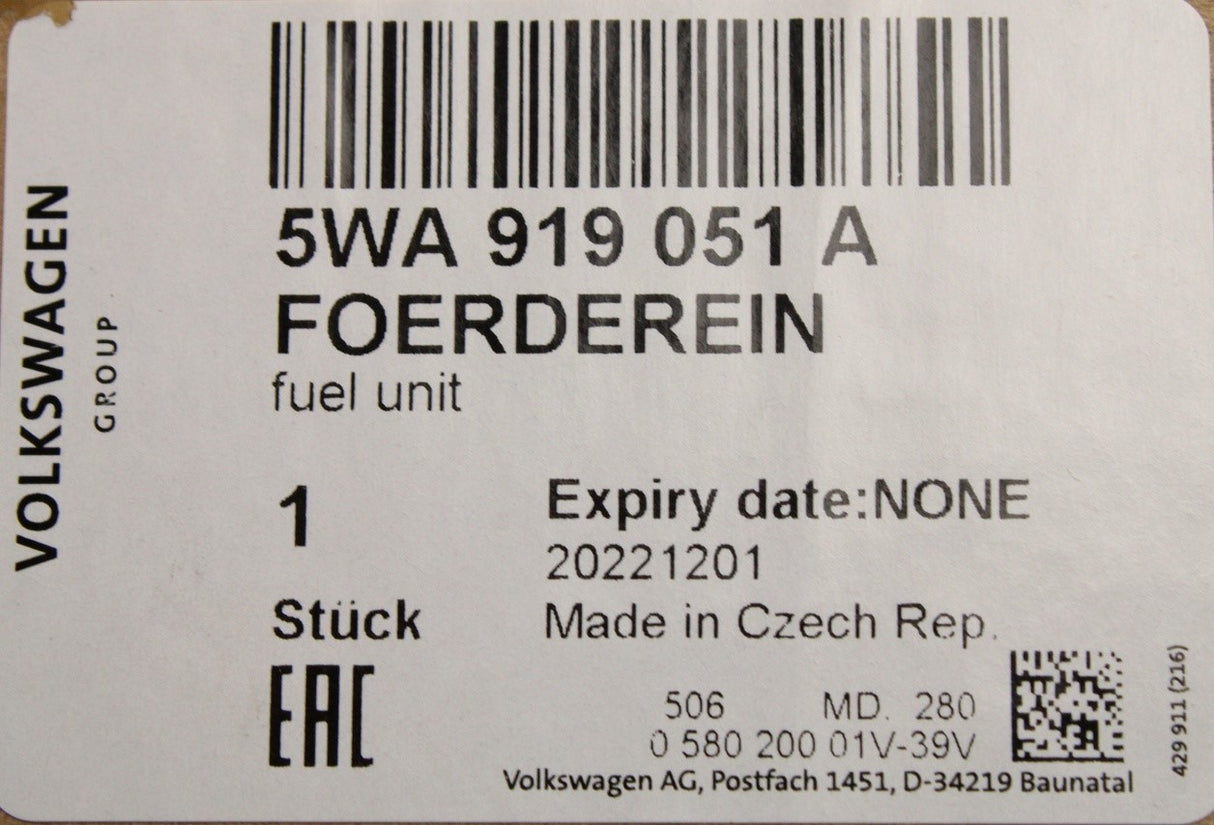 VOLKSWAGEN
GROUP
5WA 919 051 A
FOERDEREIN
fuel unit
1
Stück
EAC
Expiry date:NONE
20221201
Made in Czech Rep.
506 MD. 280
0 580 200 01V-39V
Volkswagen AG, Postfach 1451, D-34219 Baunatal
429 911 (216)